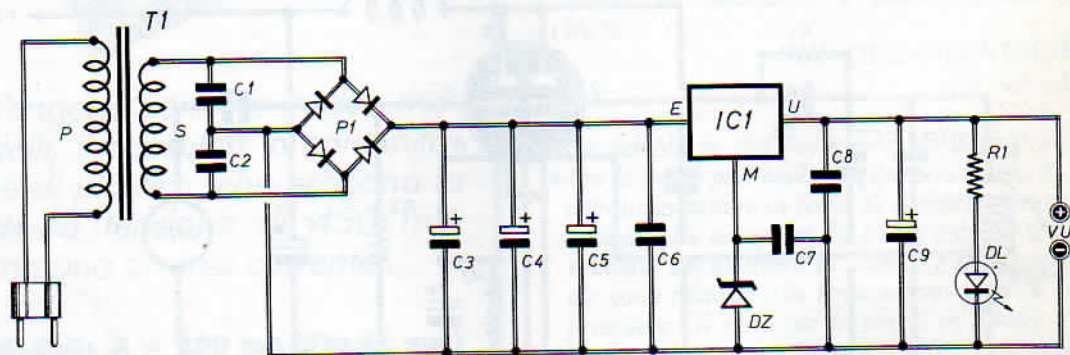 T1
P
S
C1
C2
P1
C3
C4
C5
C6
E
IC1
U
M
C8
C7
DZ
C9
R1
DL
VU
+
+
+
+
+
-